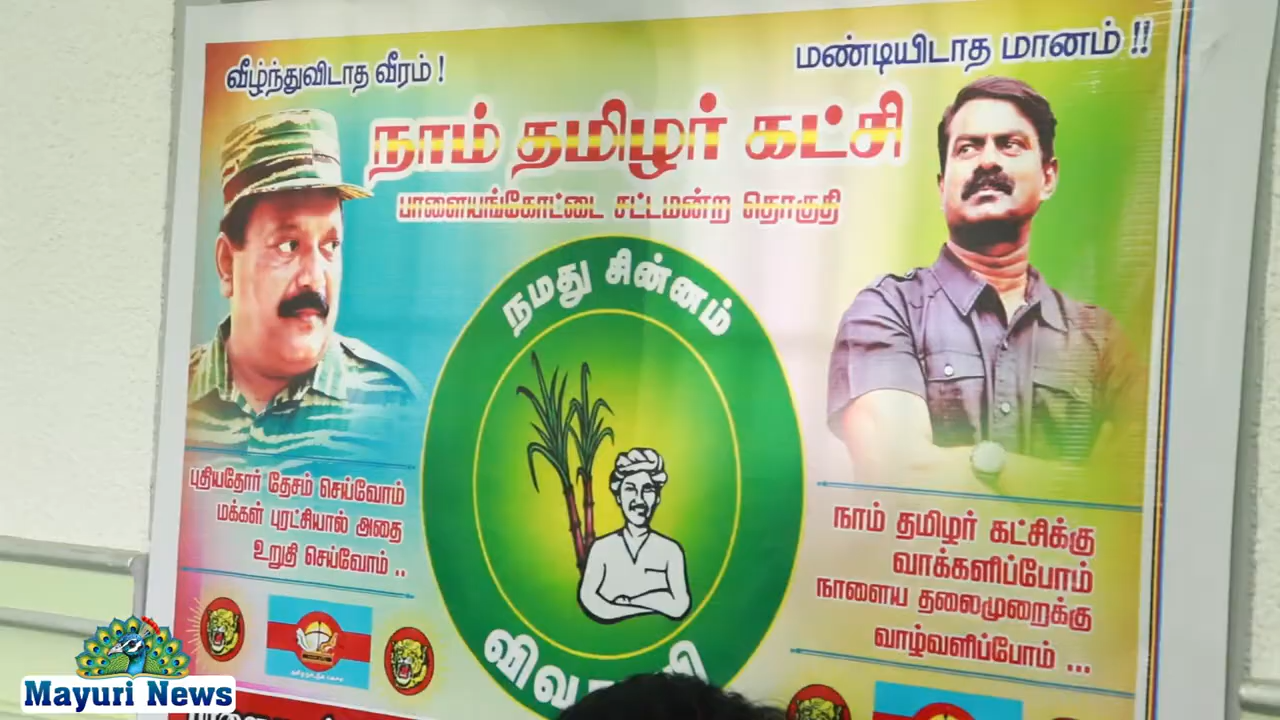 வீழ்ந்துவிடாத வீரம் !
மண்டியிடாத மானம் !!
நாம் தமிழர் கட்சி
பாளையங்கோட்டை சட்டமன்ற தொகுதி
நமது சின்னம்
புதியதோர் தேசம் செய்வோம்
மக்கள் புரட்சியால் அதை
உறுதி செய்வோம் ..
நாம் தமிழர் கட்சிக்கு
வாக்களிப்போம்
நாளைய தலைமுறைக்கு
வாழ்வளிப்போம் ...
Mayuri News